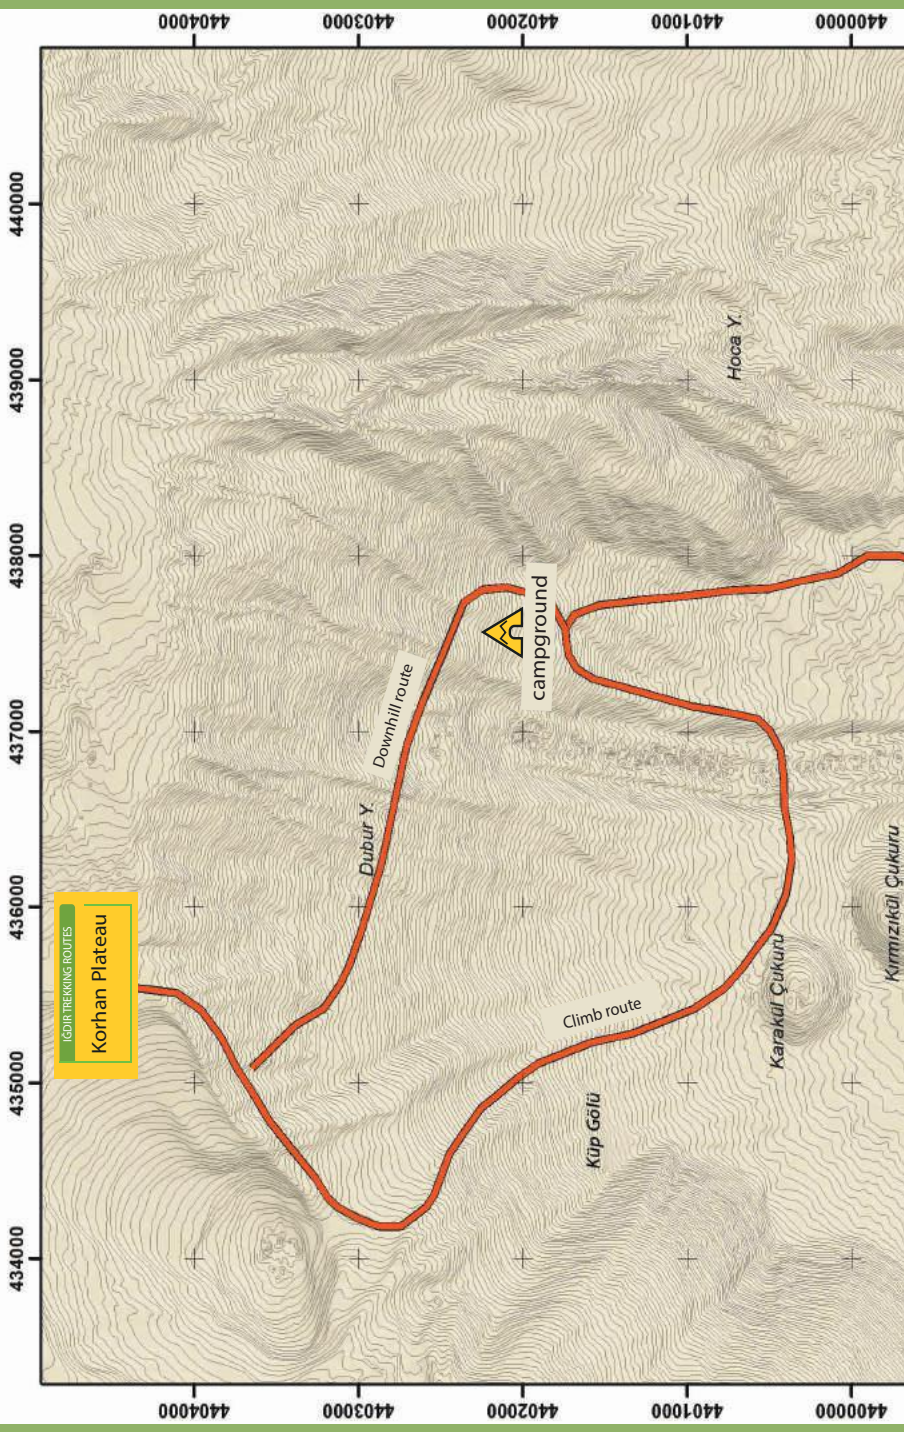 4404000
4403000
4402000
4401000
4400000
440000
439000
438000
437000
436000
435000
434000
IGDIR TREKKING ROUTES
Korhan Plateau
Hoca Y.
campground
Downhill route
Dubur Y.
Climb route
Karakül Çukuru
Kırmızıkül Çukuru
Küp Gölü
4404000
4403000
4402000
4401000
4400000